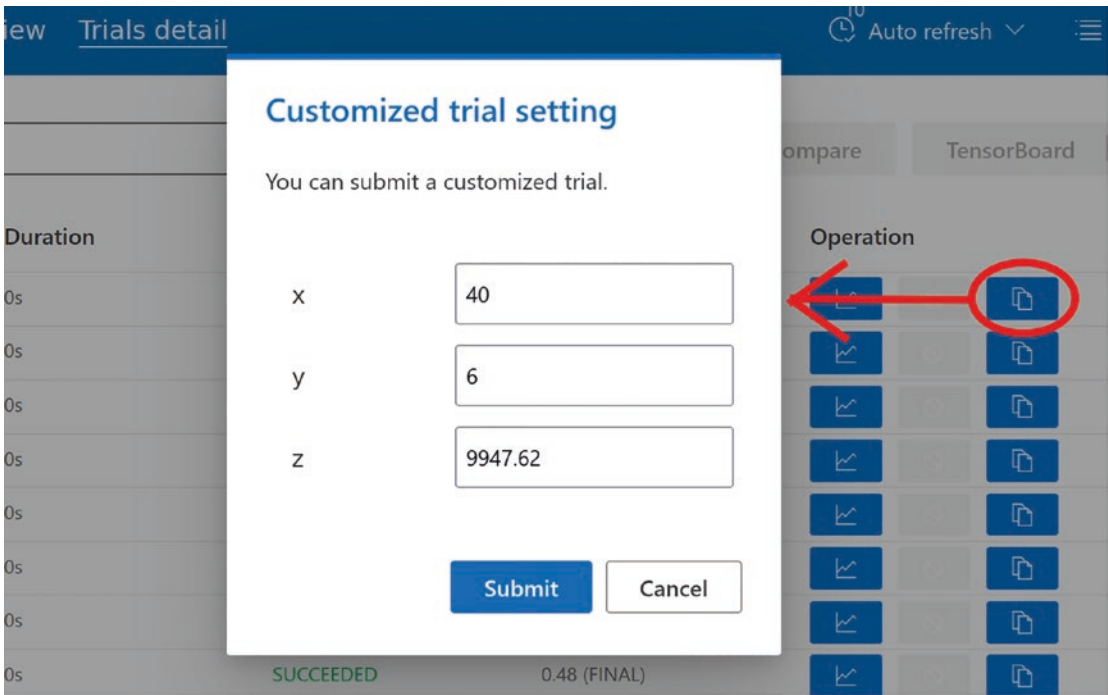 iew Trials detail
10
Auto refresh
Customized trial setting
ompare TensorBoard
You can submit a customized trial.
Duration Operation
x 40
0s
0s
y 6
0s
z 9947.62
0s
0s
0s
Submit Cancel
0s
0s SUCCEEDED 0.48 (FINAL)